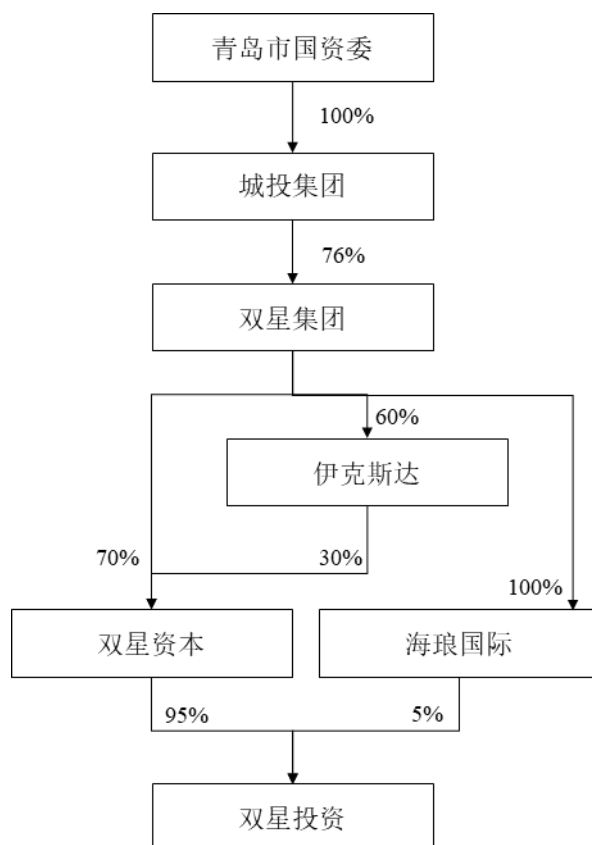 青岛市国资委
100%
城投集团
76%
双星集团
60%
伊克斯达
70%
30%
100%
双星资本
海琅国际
95%
5%
双星投资